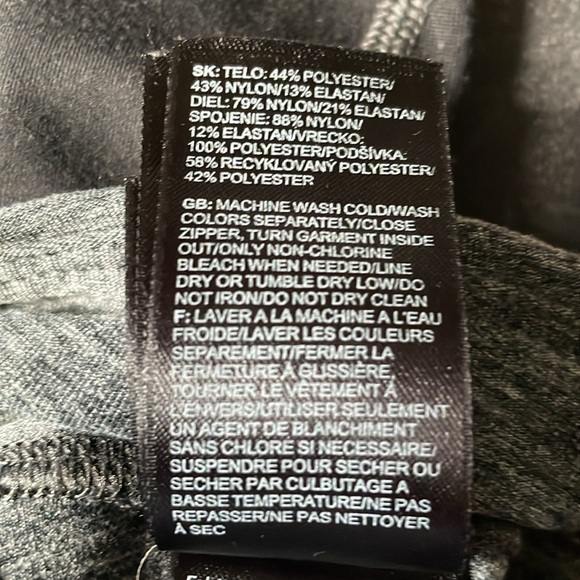 SK: TELO: 44% POLYESTER/
43% NYLON/13% ELASTAN/
DIEL: 79% NYLON/21% ELASTAN/
SPOJENIE: 88% NYLON/
12% ELASTAN/VRECKO:
100% POLYESTER/PODŠÍVKA:
58% RECYKLOVANÝ POLYESTER/
42% POLYESTER
GB: MACHINE WASH COLD/WASH
COLORS SEPARATELY/CLOSE
ZIPPER, TURN GARMENT INSIDE
OUT/ONLY NON-CHLORINE
BLEACH WHEN NEEDED/LINE
DRY OR TUMBLE DRY LOW/DO
NOT IRON/DO NOT DRY CLEAN
F: LAVER A LA MACHINE A L'EAU
FROIDE/LAVER LES COULEURS
SEPAREMENT/FERMER LA
FERMETURE À GLISSIÈRE,
TOURNER LE VÊTEMENT À
L'ENVERS/UTILISER SEULEMENT
UN AGENT DE BLANCHIMENT
SANS CHLORE SI NECESSAIRE/
SUSPENDRE POUR SECHER OU
SECHER PAR CULBUTAGE A
BASSE TEMPERATURE/NE PAS
REPASSER/NE PAS NETTOYER
À SEC